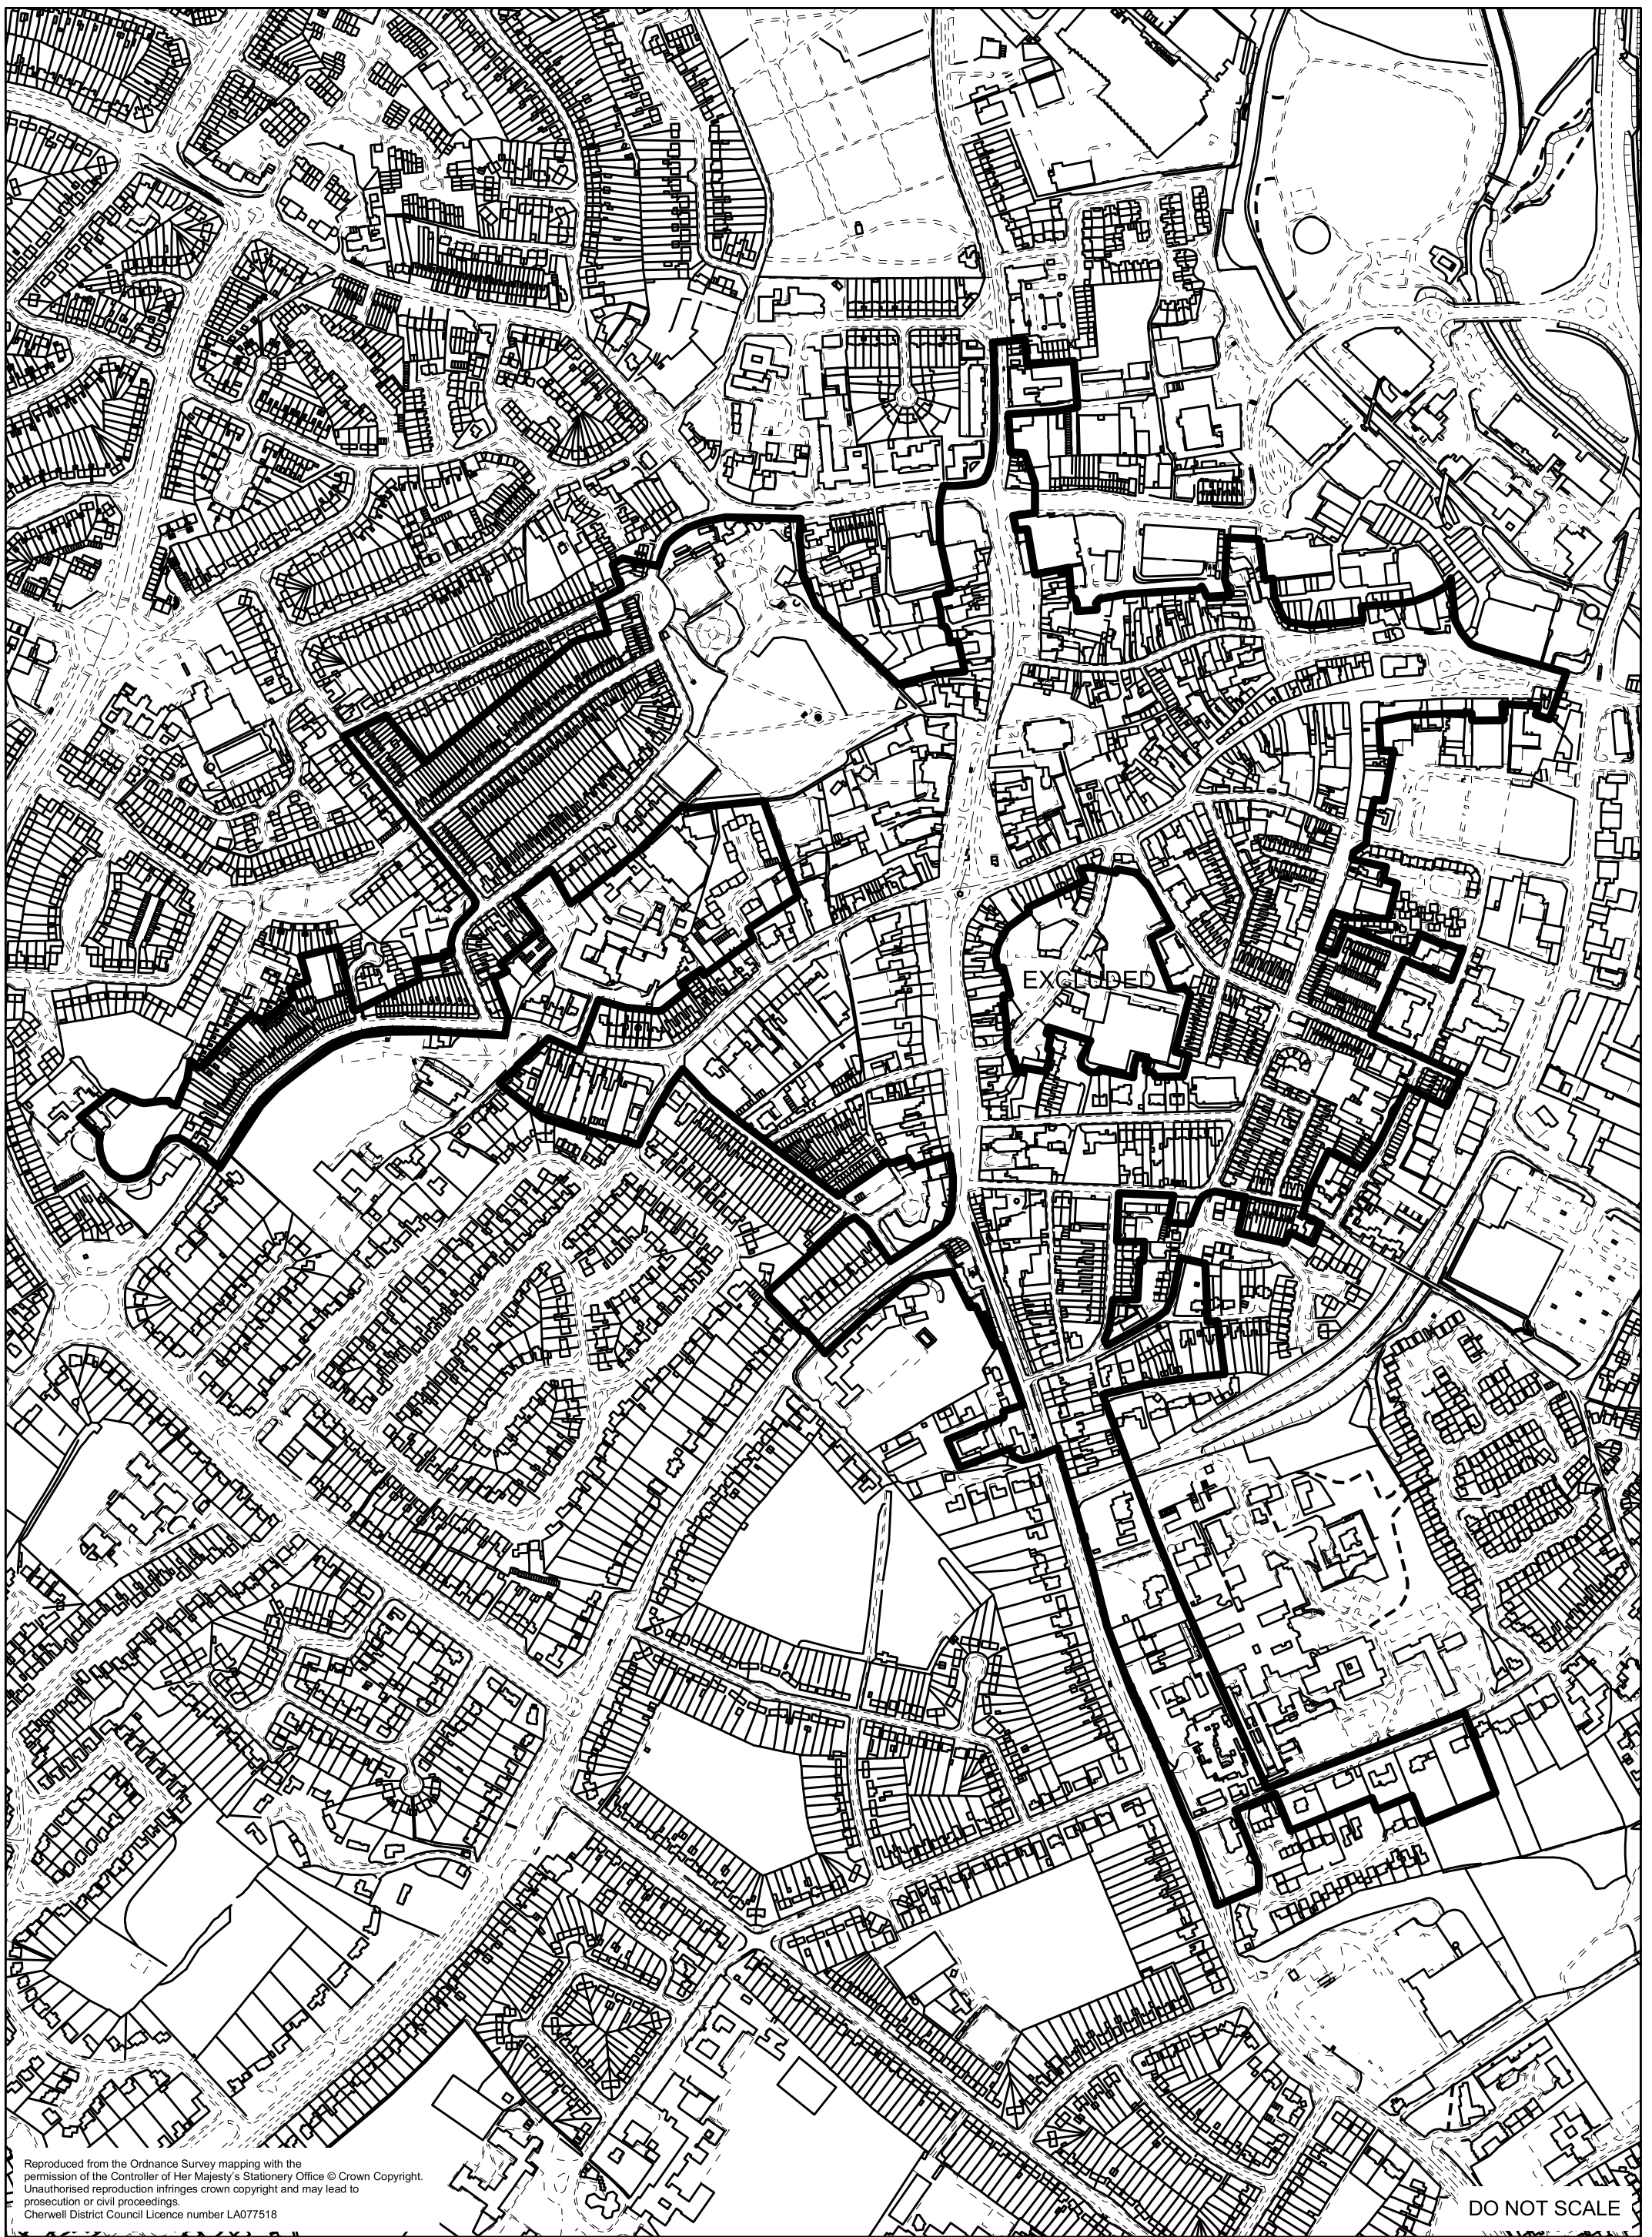 EXCLUDED
Reproduced from the Ordnance Survey mapping with the
permission of the Controller of Her Majesty's Stationery Office © Crown Copyright.
Unauthorised reproduction infringes crown copyright and may lead to
prosecution or civil proceedings.
Cherwell District Council Licence number LA077518
DO NOT SCALE